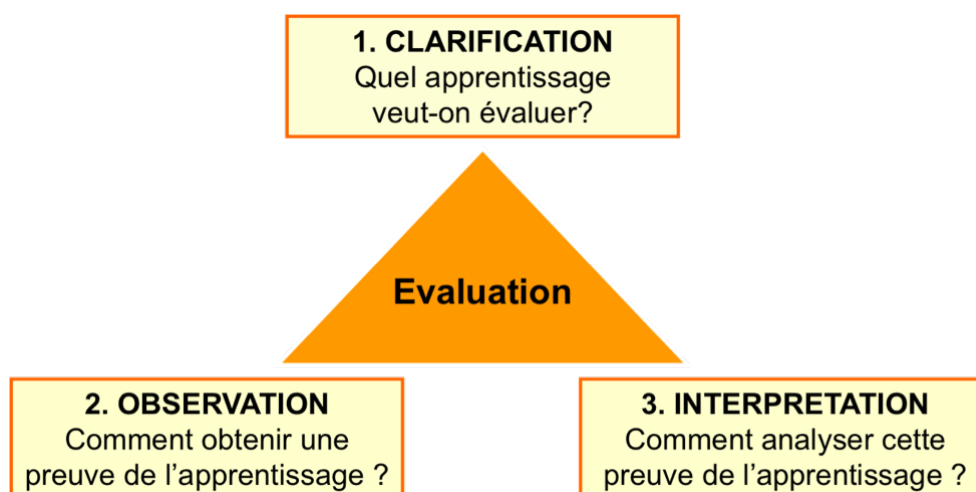 1. CLARIFICATION
Quel apprentissage
veut-on évaluer?
Evaluation
2. OBSERVATION
Comment obtenir une
preuve de l’apprentissage ?
3. INTERPRETATION
Comment analyser cette
preuve de l’apprentissage ?